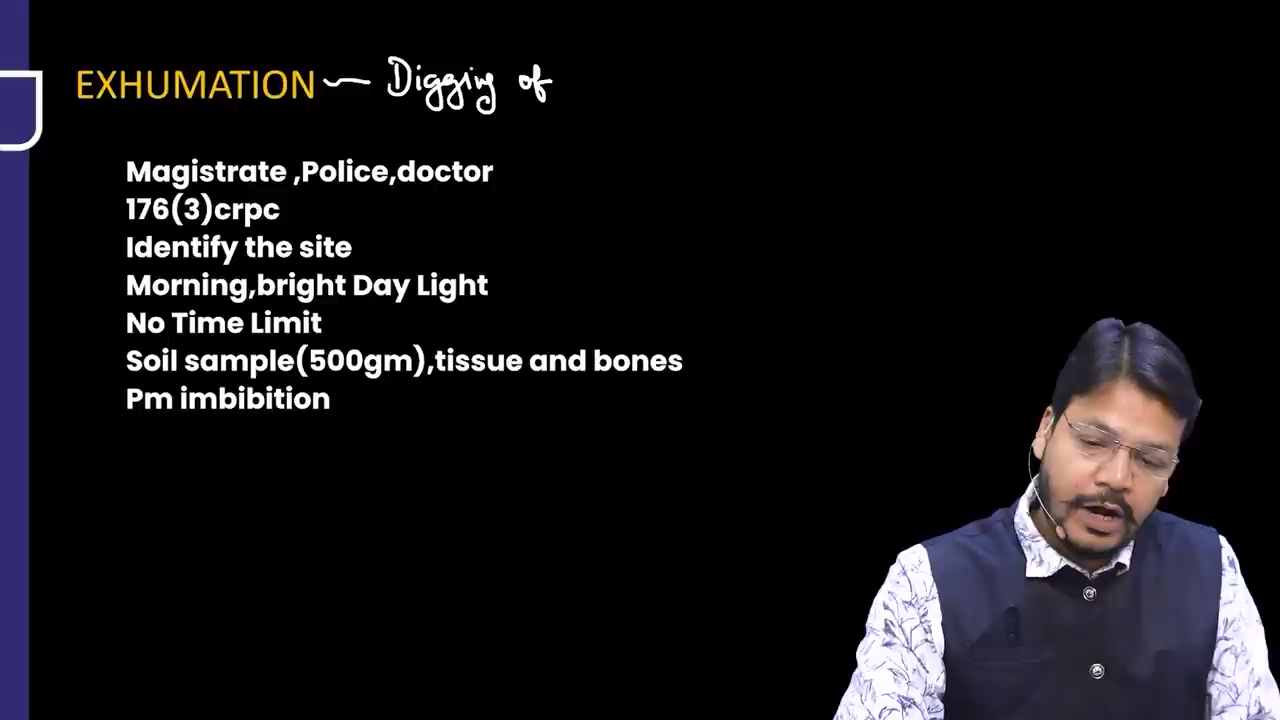 EXHUMATION — Digging of
Magistrate ,Police,doctor
176(3)crpc
Identify the site
Morning,bright Day Light
No Time Limit
Soil sample(500gm),tissue and bones
Pm imbibition